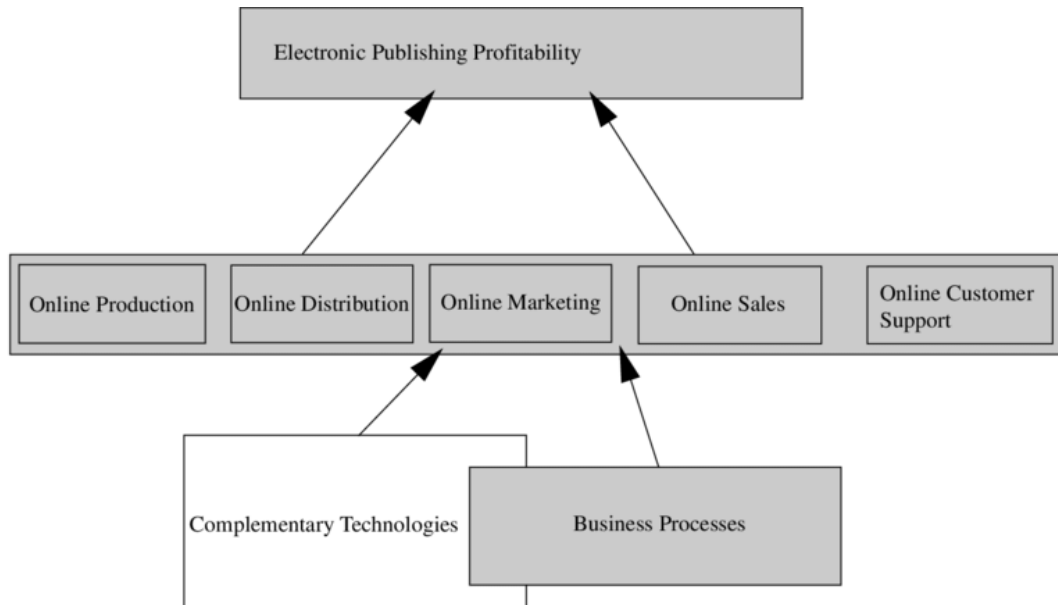 Electronic Publishing Profitability
Online Production
Online Distribution
Online Marketing
Online Sales
Online Customer
Support
Complementary Technologies
Business Processes